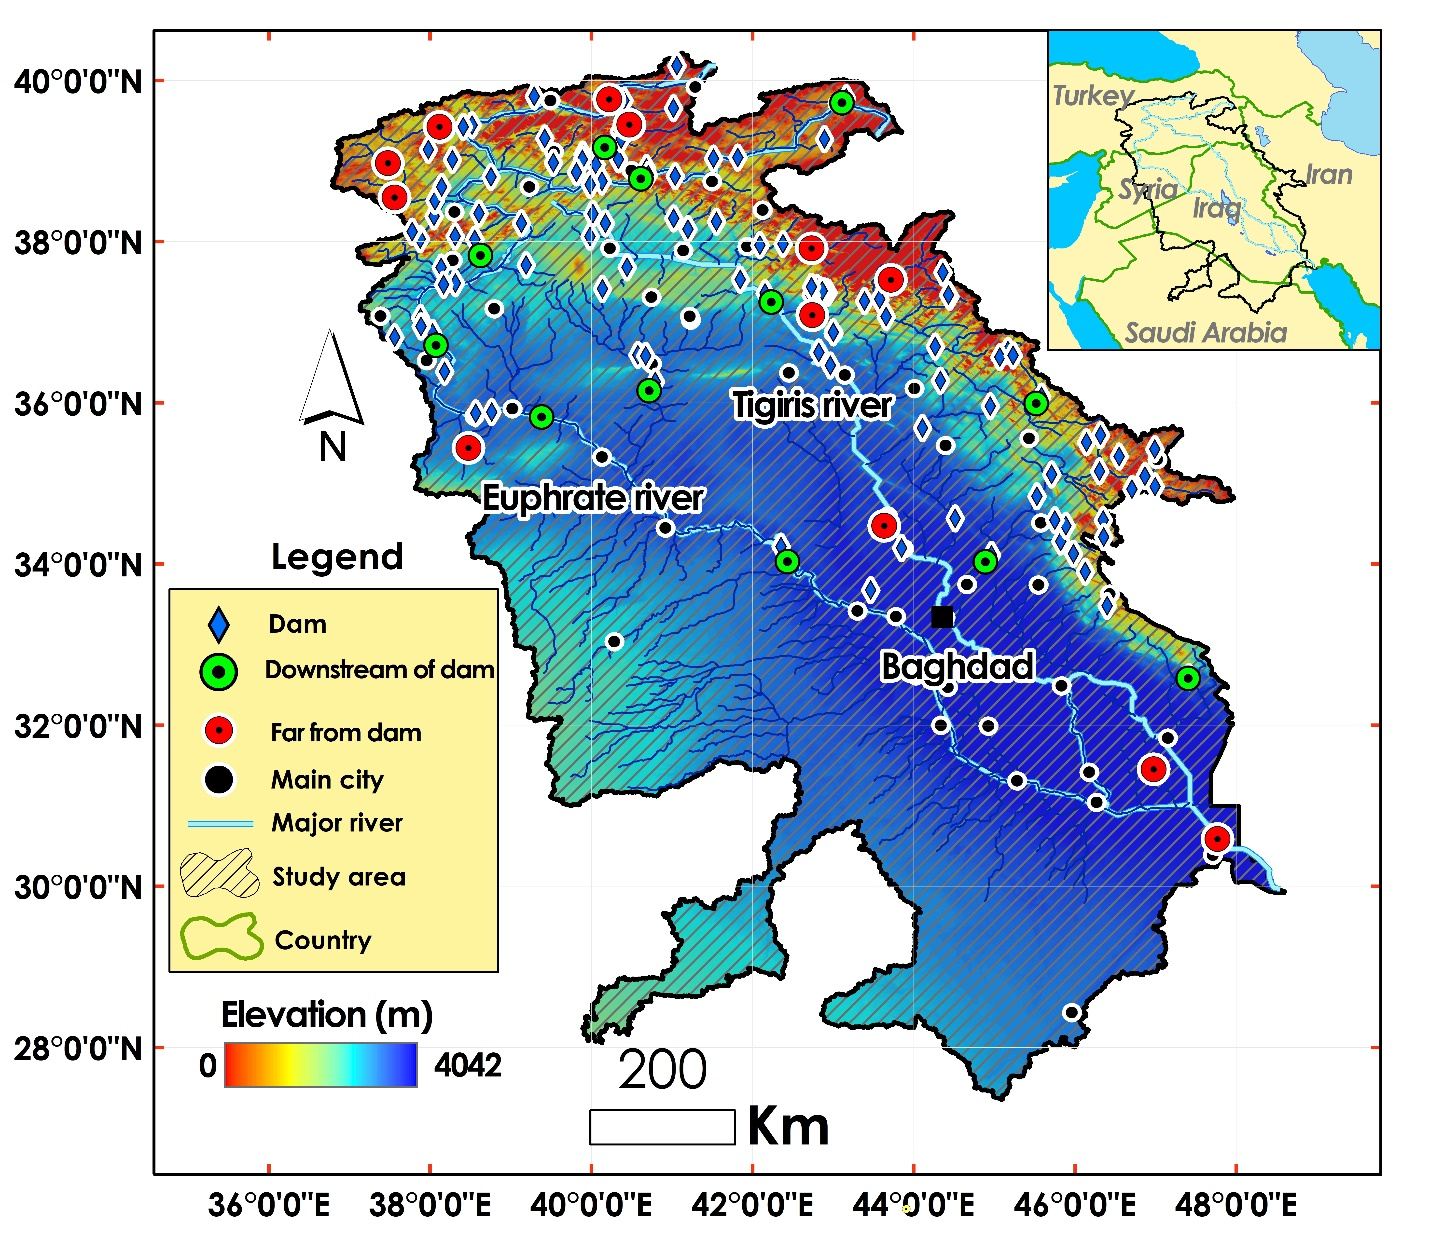 40°0'0"N
38°0'0"N
36°0'0"N
34°0'0"N
32°0'0"N
30°0'0"N
28°0'0"N
Turkey
Syria
Iraq
Iran
Saudi Arabia
N
Tigiris river
Euphrate river
Baghdad
Legend
Dam
Downstream of dam
Far from dam
Main city
Major river
Study area
Country
Elevation (m)
0
4042
200
Km
36°0'0"E
38°0'0"E
40°0'0"E
42°0'0"E
44°0'0"E
46°0'0"E
48°0'0"E